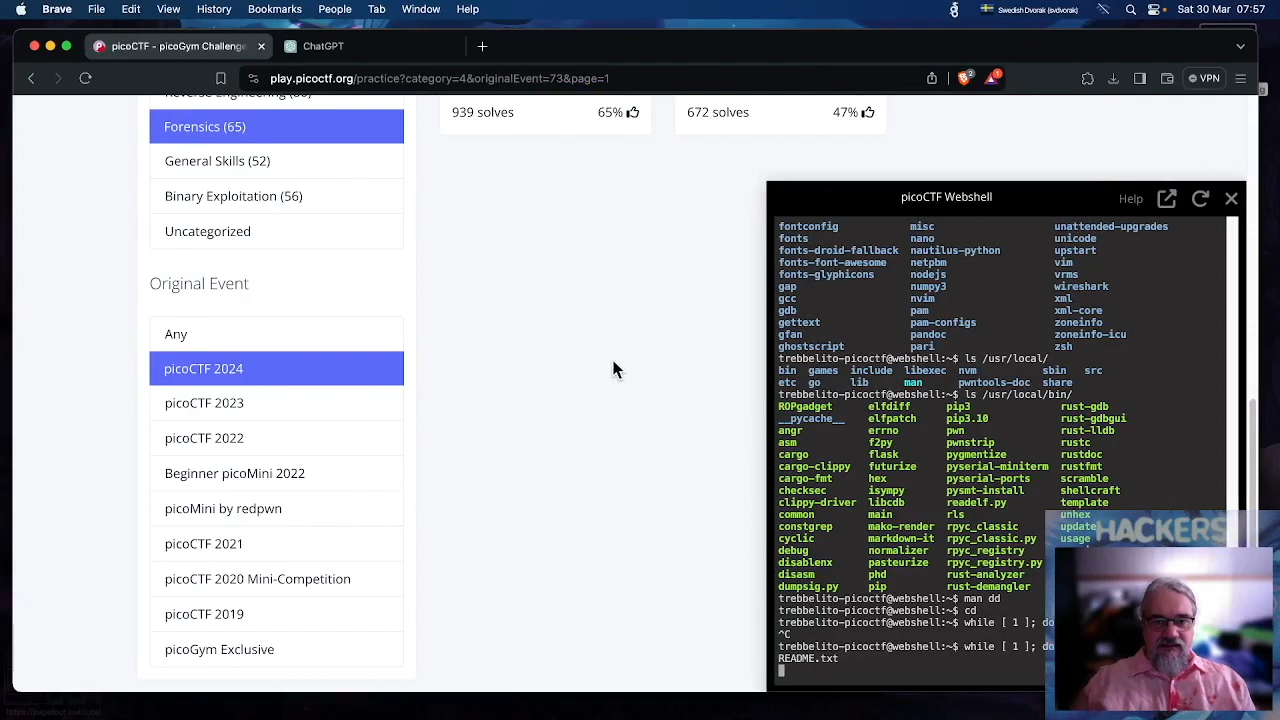 Brave File Edit View History Bookmarks People Tab Window Help Swedish Dvorak (svdvorak) Sat 30 Mar 07:57
picoCTF - picoGym Challenge ChatGPT
play.picoctf.org/practice?category=4&originalEvent=73&page=1 2 1 VPN
Reverse Engineering
Forensics (65)
General Skills (52)
Binary Exploitation (56)
Uncategorized
Original Event
Any
picoCTF 2024
picoCTF 2023
picoCTF 2022
Beginner picoMini 2022
picoMini by redpwn
picoCTF 2021
picoCTF 2020 Mini-Competition
picoCTF 2019
picoGym Exclusive
939 solves 65%
672 solves 47%
picoCTF Webshell Help
fontconfig misc unattended-upgrades
fonts nano unicode
fonts-droid-fallback nautilus-python upstart
fonts-font-awesome netpbm vim
fonts-glyphicons nodejs vrms
gap numpy3 wireshark
gcc nvim xml
gdb pam xml-core
gettext pam-configs zoneinfo
gfan pandoc zoneinfo-icu
ghostscript pari zsh
trebbelito-picoctf@webshell:~$ ls /usr/local/
bin games include libexec nvm sbin src
etc go lib man pwntools-doc share
trebbelito-picoctf@webshell:~$ ls /usr/local/bin/
ROPgadget elfdiff pip3 rust-gdb
__pycache__ elfpatch pip3.10 rust-gdbgui
angr errno pwn rust-lldb
asm f2py pwnstrip rustc
cargo flask pygmentize rustdoc
cargo-clippy futurize pyserial-miniterm rustfmt
cargo-fmt hex pyserial-ports scramble
checksec isympy pysmt-install shellcraft
clippy-driver libcdb readelf.py template
common main rls unhex
constgrep mako-render rpyc_classic update
cyclic markdown-it rpyc_classic.py usage
debug normalizer rpyc_registry
disablenx pasteurize rpyc_registry.py
disasm phd rust-analyzer
dumpsig.py pip rust-demangler
trebbelito-picoctf@webshell:~$ man dd
trebbelito-picoctf@webshell:~$ cd
trebbelito-picoctf@webshell:~$ while [ 1 ]; do
^C
trebbelito-picoctf@webshell:~$ while [ 1 ]; do
README.txt
HACKERS